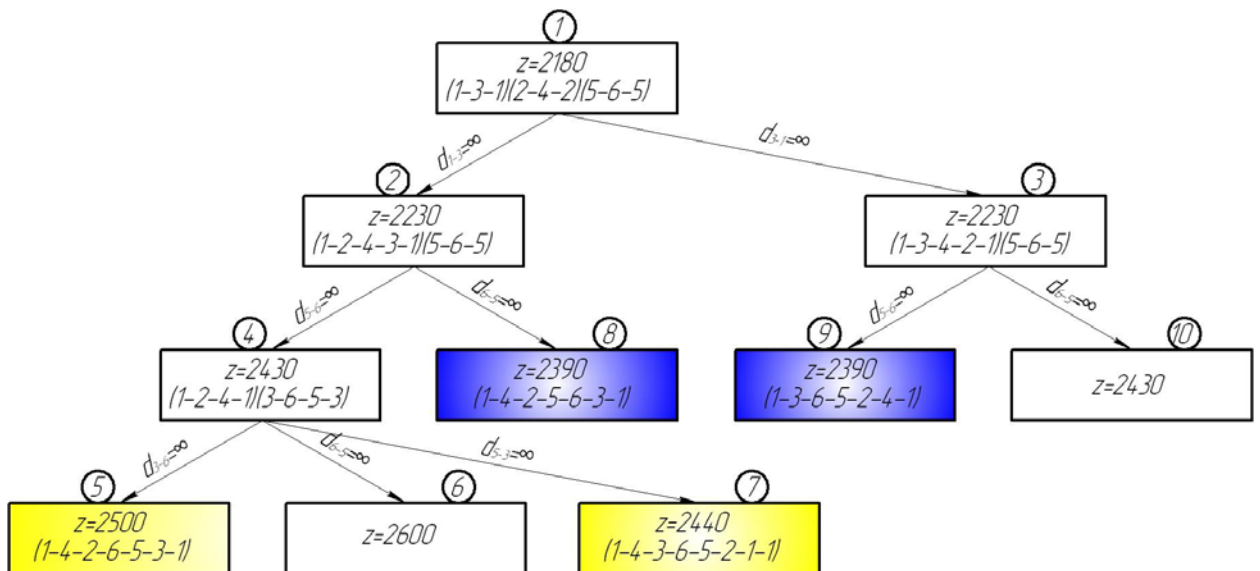 1
z=2180
(1-3-1)(2-4-2)(5-6-5)
d1-3=∞
d3-1=∞
2
z=2230
(1-2-4-3-1)(5-6-5)
3
z=2230
(1-3-4-2-1)(5-6-5)
d5-6=∞
d6-5=∞
d5-6=∞
d6-5=∞
4
z=2430
(1-2-4-1)(3-6-5-3)
8
z=2390
(1-4-2-5-6-3-1)
9
z=2390
(1-3-6-5-2-4-1)
10
z=2430
d3-6=∞
d6-5=∞
d5-3=∞
5
z=2500
(1-4-2-6-5-3-1)
6
z=2600
7
z=2440
(1-4-3-6-5-2-1-1)